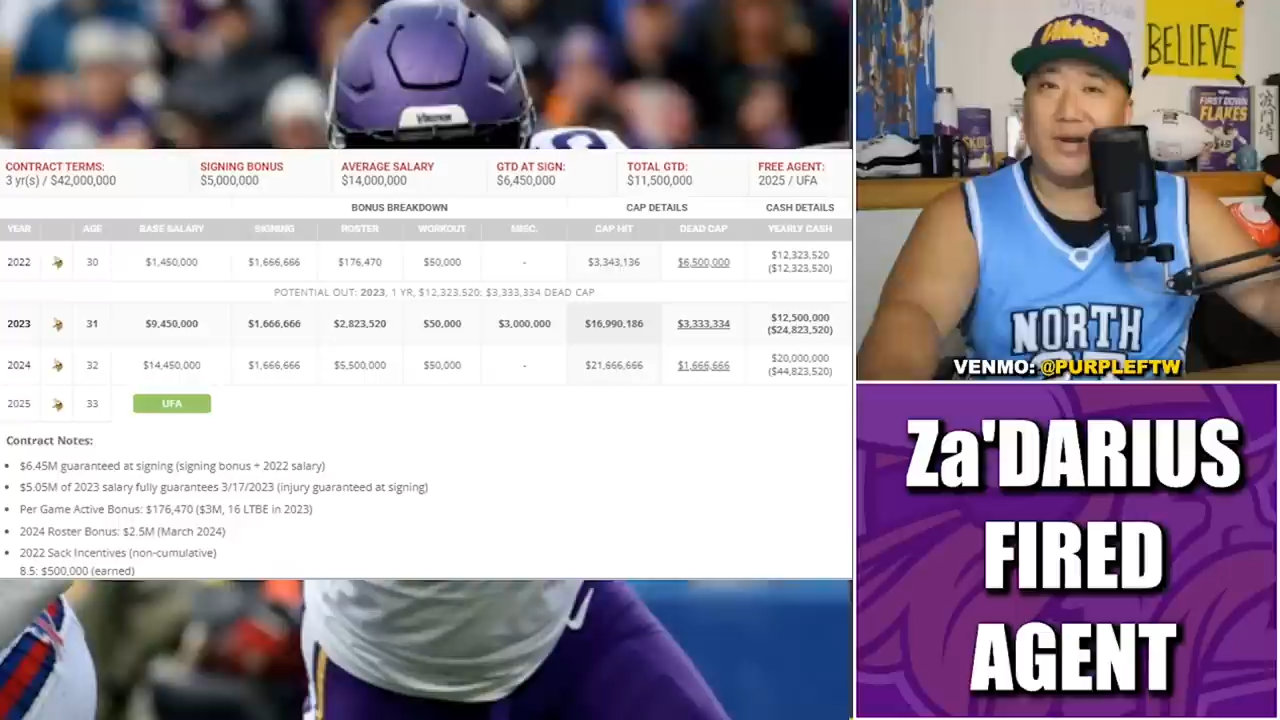 Vikings
BELIEVE
FIRST DOWN
FLAKES
SKOL
CONTRACT TERMS: SIGNING BONUS AVERAGE SALARY GTD AT SIGN: TOTAL GTD: FREE AGENT:
3 yr(s) / $42,000,000 $5,000,000 $14,000,000 $6,450,000 $11,500,000 2025 / UFA
BONUS BREAKDOWN CAP DETAILS CASH DETAILS
YEAR AGE BASE SALARY SIGNING ROSTER WORKOUT MISC. CAP HIT DEAD CAP YEARLY CASH
2022 30 $1,450,000 $1,666,666 $176,470 $50,000 - $3,343,136 $6,500,000 $12,323,520
($12,323,520)
POTENTIAL OUT: 2023, 1 YR, $12,323,520; $3,333,334 DEAD CAP
2023 31 $9,450,000 $1,666,666 $2,823,520 $50,000 $3,000,000 $16,990,186 $3,333,334 $12,500,000
($24,823,520)
2024 32 $14,450,000 $1,666,666 $5,500,000 $50,000 - $21,666,666 $1,666,666 $20,000,000
($44,823,520)
2025 33 UFA
Contract Notes:
• $6.45M guaranteed at signing (signing bonus + 2022 salary)
• $5.05M of 2023 salary fully guarantees 3/17/2023 (injury guaranteed at signing)
• Per Game Active Bonus: $176,470 ($3M, 16 LTBE in 2023)
• 2024 Roster Bonus: $2.5M (March 2024)
• 2022 Sack Incentives (non-cumulative)
8.5: $500,000 (earned)
NORTH
VENMO: @PURPLEFTW
Za'DARIUS
FIRED
AGENT